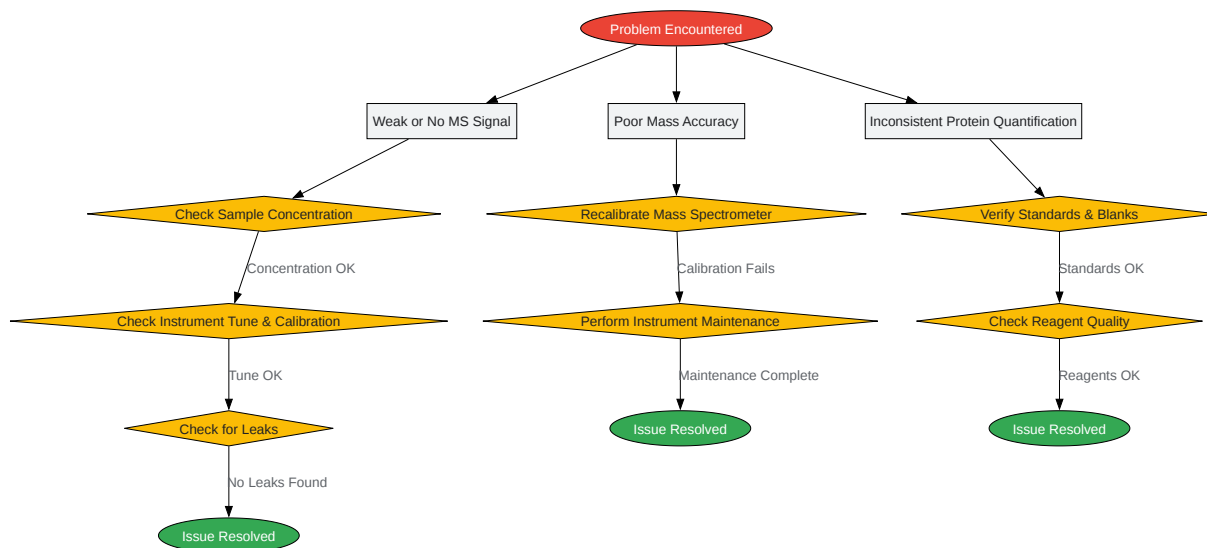 Problem Encountered
Weak or No MS Signal
Poor Mass Accuracy
Inconsistent Protein Quantification
Check Sample Concentration
Recalibrate Mass Spectrometer
Verify Standards & Blanks
Concentration OK
Calibration Fails
Standards OK
Check Instrument Tune & Calibration
Perform Instrument Maintenance
Check Reagent Quality
Tune OK
Maintenance Complete
Reagents OK
Check for Leaks
Issue Resolved
Issue Resolved
No Leaks Found
Issue Resolved